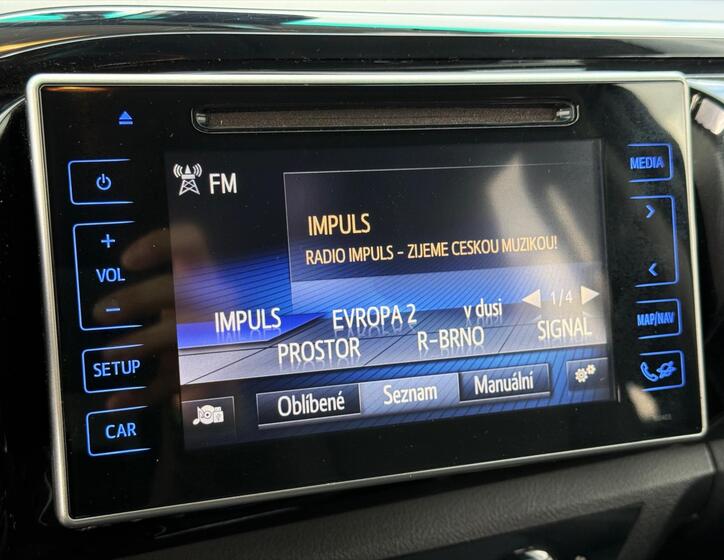 FM
MEDIA
IMPULS
RADIO IMPULS - ZIJEME CESKOU MUZIKOU!
VOL
1/4
IMPULS EVROPA 2 v dusi
PROSTOR R-BRNO SIGNAL
MAP/NAV
SETUP
CAR
Oblíbené Seznam Manuální